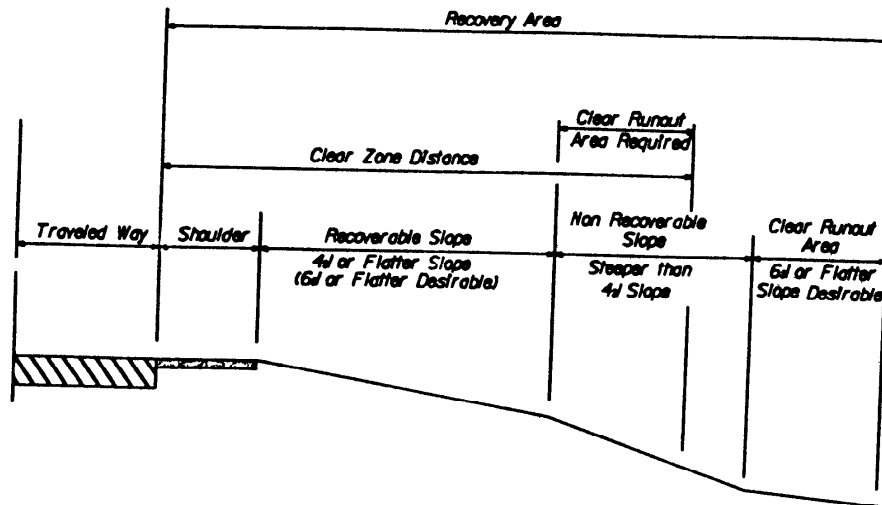 Recovery Area
Clear Runout
Area Required
Clear Zone Distance
Traveled Way
Shoulder
Recoverable Slope
4:1 or Flatter Slope
(6:1 or Flatter Desirable)
Non Recoverable
Slope
Steeper than
4:1 Slope
Clear Runout
Area
6:1 or Flatter
Slope Desirable